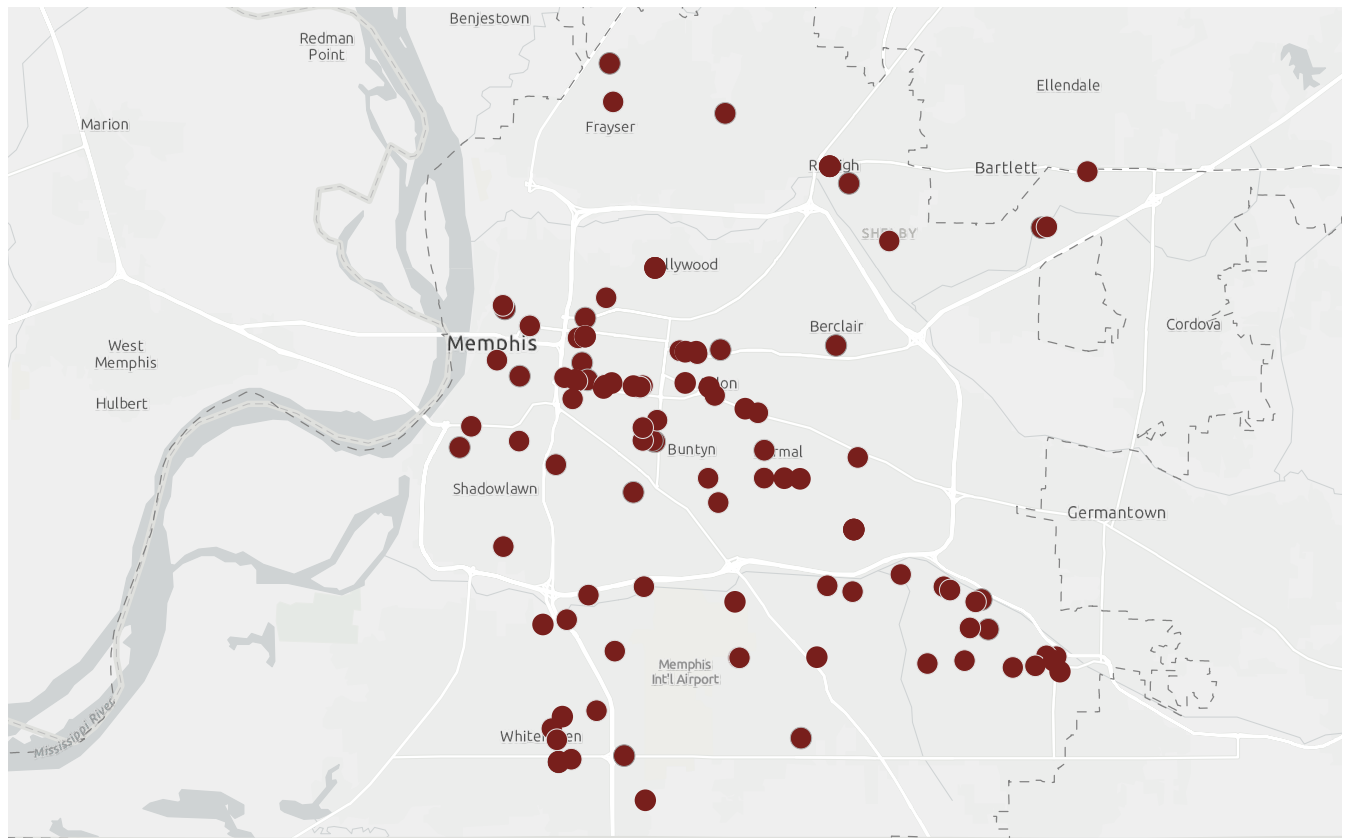 Benjestown
Redman
Point
Ellendale
Marion
Frayser
Bartlett
SHELBY
Memphis
Berclair
Cordova
West
Memphis
Hulbert
Buntyn
Shadowlawn
Germantown
Memphis
Int'l Airport
Mississippi River